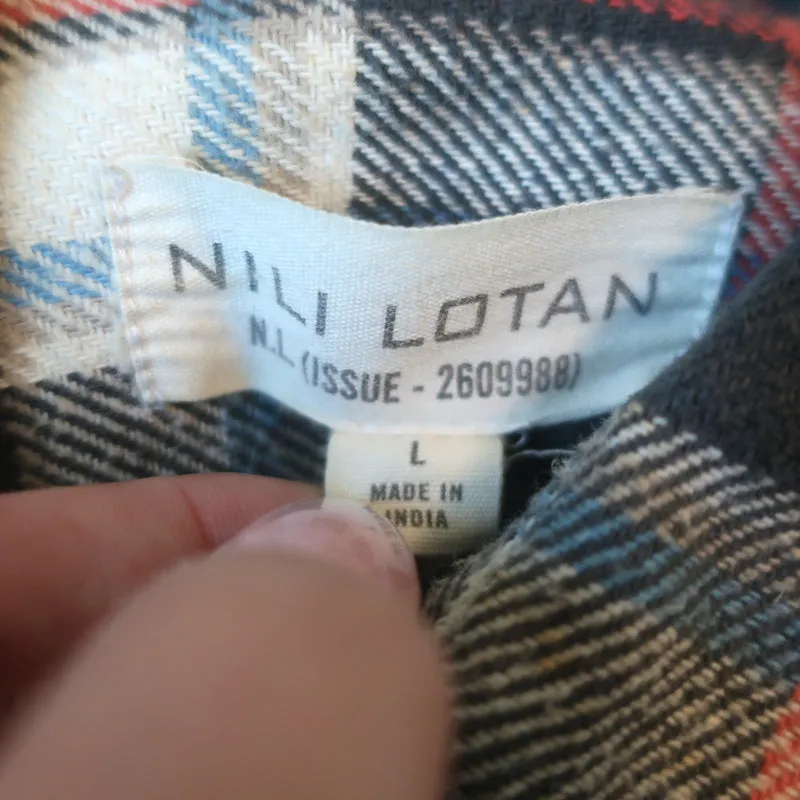 NILI LOTAN
N.L (ISSUE - 2609988)
L
MADE IN
INDIA